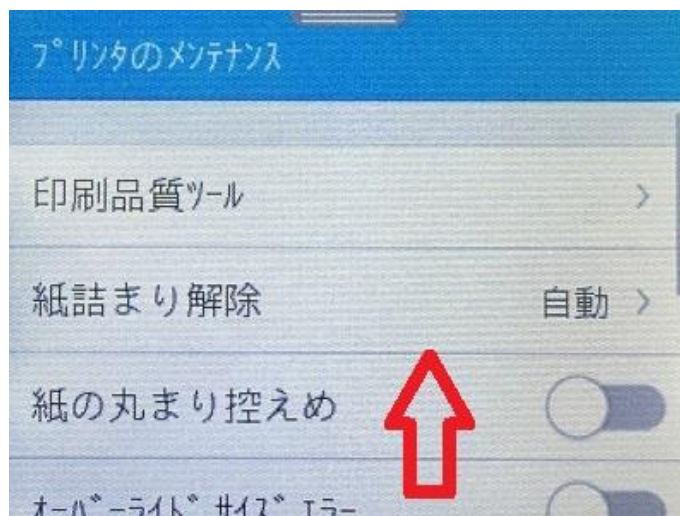 ﾌﾟﾘﾝﾀのﾒﾝﾃﾅﾝｽ
印刷品質ﾂｰﾙ
紙詰まり解除 自動
紙の丸まり控えめ
ｵｰﾊﾞｰﾗｲﾄﾞ ｻｲｽﾞ ｴﾗｰ